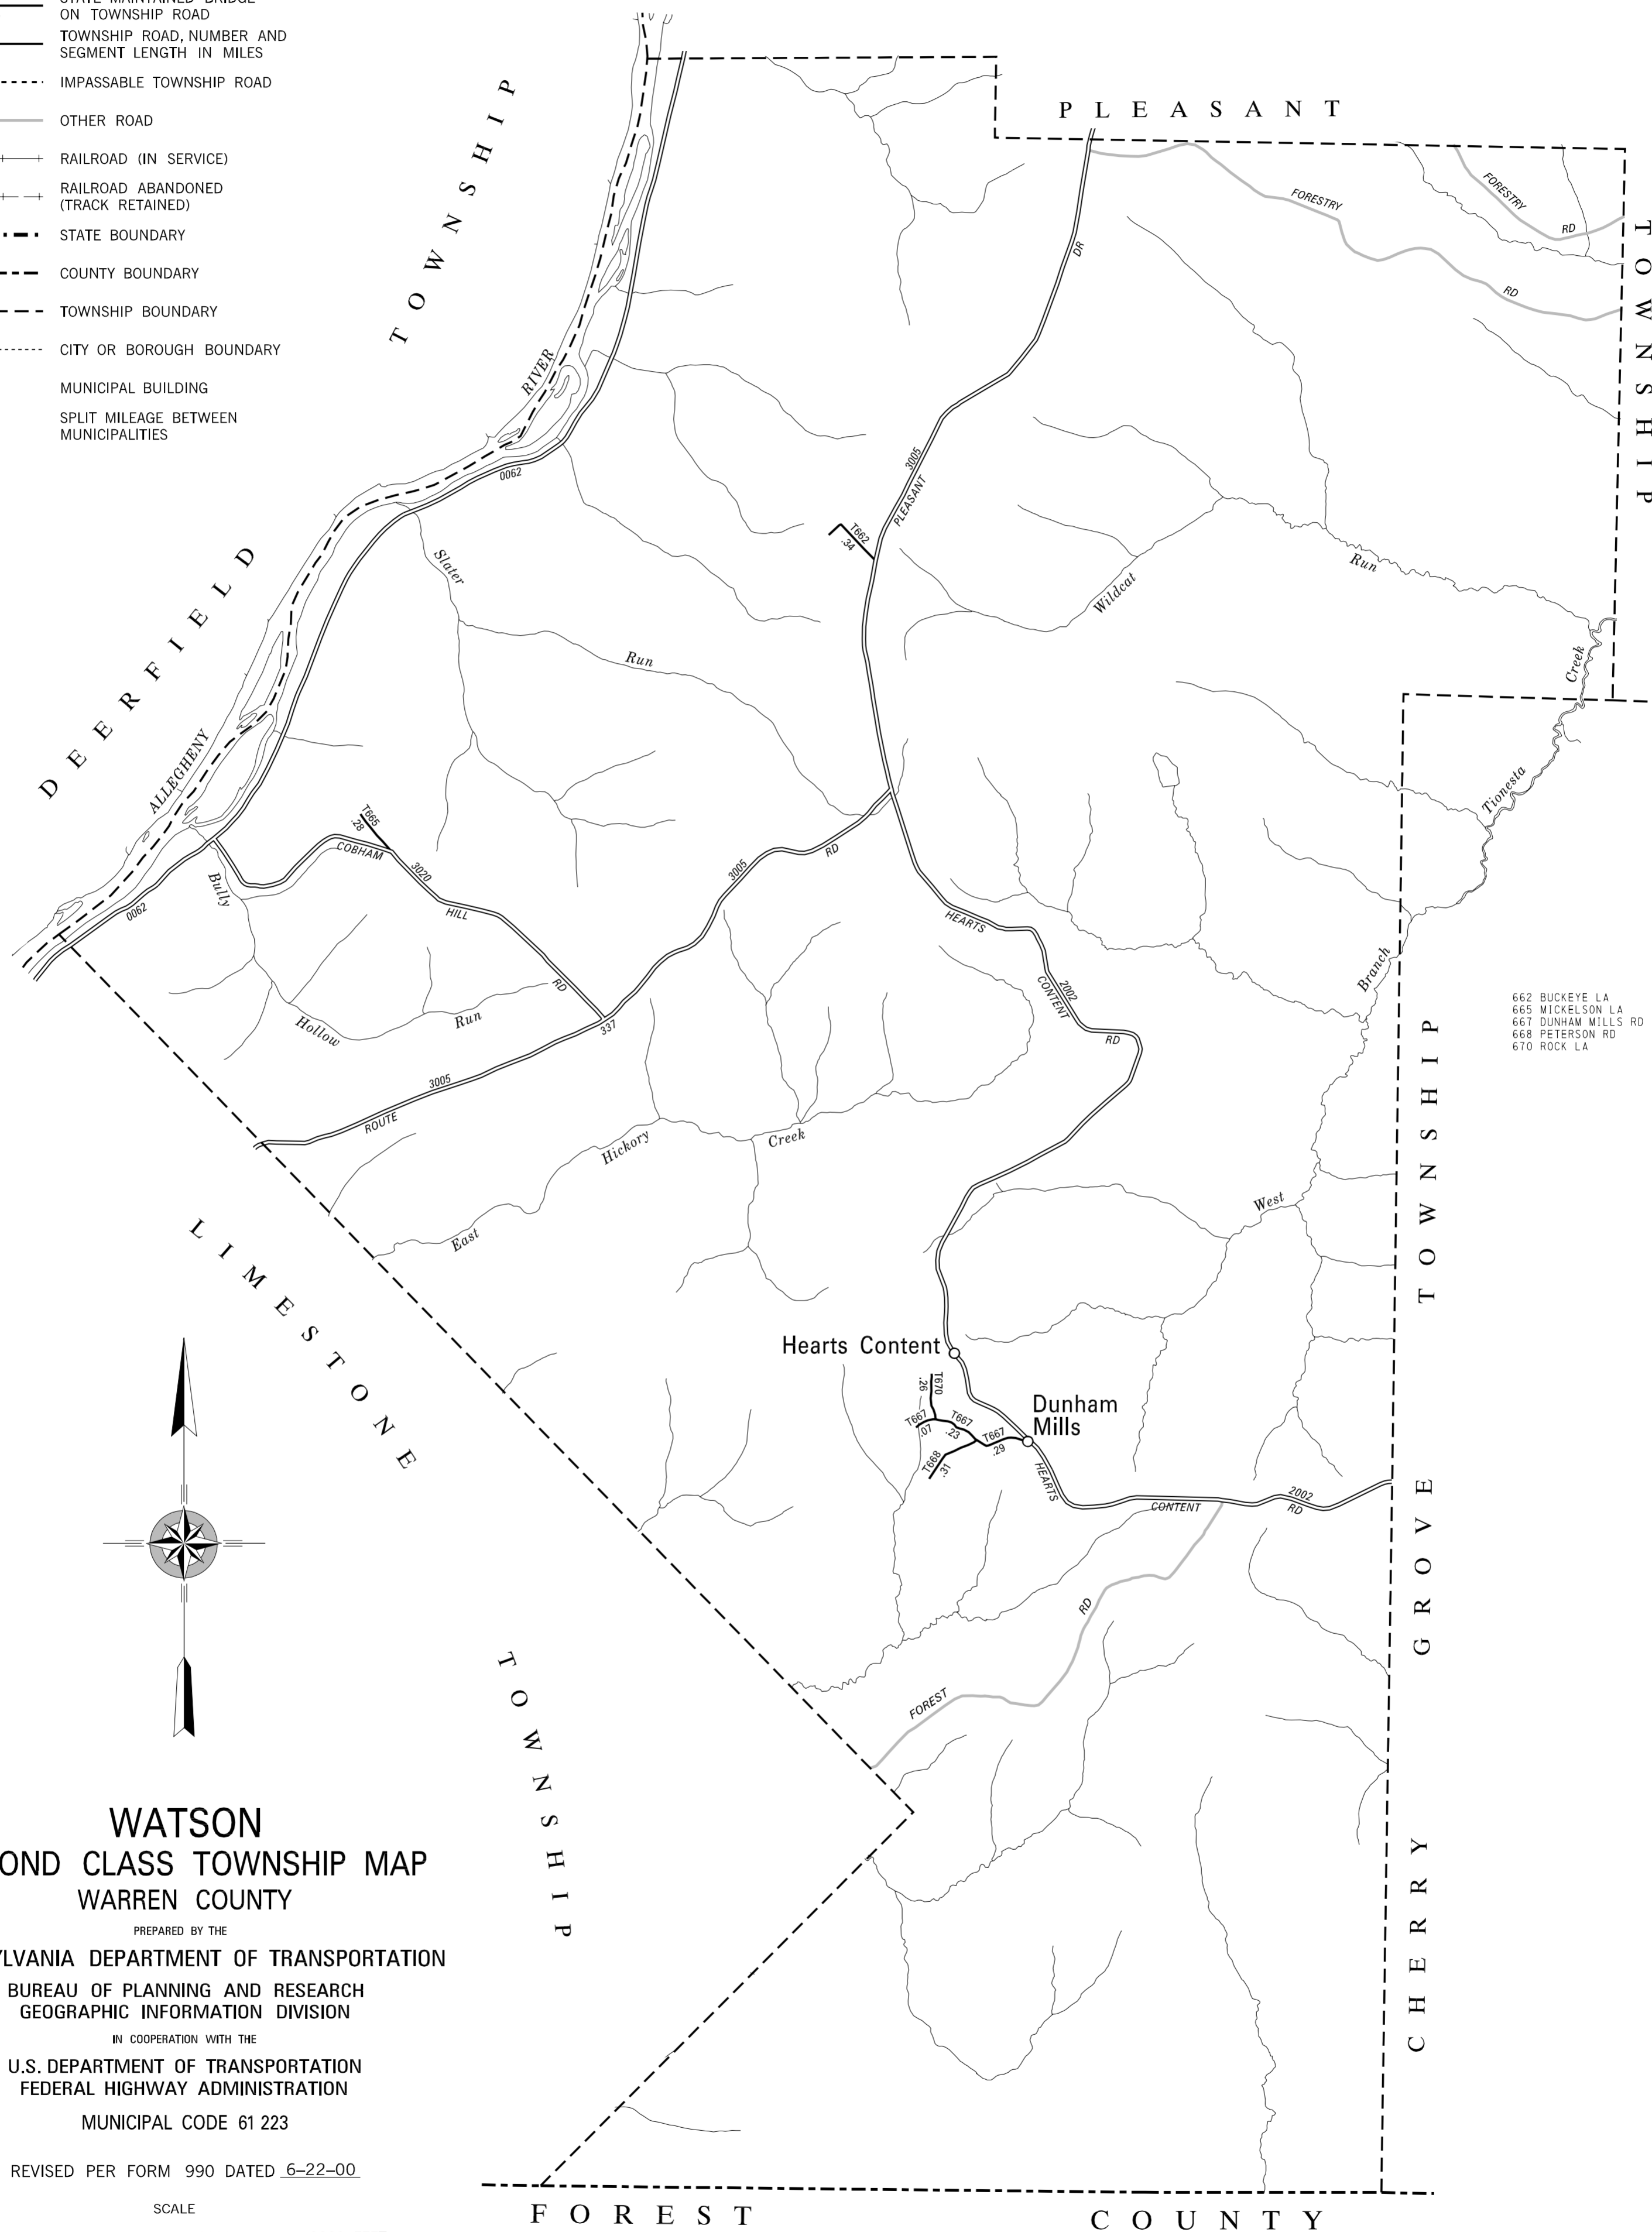 STATE MAINTAINED BRIDGE
ON TOWNSHIP ROAD
TOWNSHIP ROAD, NUMBER AND
SEGMENT LENGTH IN MILES
IMPASSABLE TOWNSHIP ROAD
OTHER ROAD
RAILROAD (IN SERVICE)
RAILROAD ABANDONED
(TRACK RETAINED)
STATE BOUNDARY
COUNTY BOUNDARY
TOWNSHIP BOUNDARY
CITY OR BOROUGH BOUNDARY
MUNICIPAL BUILDING
SPLIT MILEAGE BETWEEN
MUNICIPALITIES
DEERFIELD TOWNSHIP
PLEASANT TOWNSHIP
FORESTRY RD
FORESTRY RD
ALLEGHENY RIVER
0062
0062
3005
PLEASANT DR
T662
.34
Slater Run
Wildcat Run
Tionesta Creek
T665
.28
COBHAM HILL RD
3020
Bully Hollow Run
ROUTE 337 RD
3005
3005
HEARTS CONTENT RD
2002
West Branch
East Hickory Creek
662 BUCKEYE LA
665 MICKELSON LA
667 DUNHAM MILLS RD
668 PETERSON RD
670 ROCK LA
LIMESTONE TOWNSHIP
CHERRY GROVE TOWNSHIP
Hearts Content
Dunham
Mills
T670
.26
T667
.07
T667
.23
T667
.29
T668
.31
HEARTS CONTENT RD
2002
FOREST RD
WATSON
OND CLASS TOWNSHIP MAP
WARREN COUNTY
PREPARED BY THE
YLVANIA DEPARTMENT OF TRANSPORTATION
BUREAU OF PLANNING AND RESEARCH
GEOGRAPHIC INFORMATION DIVISION
IN COOPERATION WITH THE
U.S. DEPARTMENT OF TRANSPORTATION
FEDERAL HIGHWAY ADMINISTRATION
MUNICIPAL CODE 61 223
REVISED PER FORM 990 DATED 6-22-00
SCALE
FOREST COUNTY